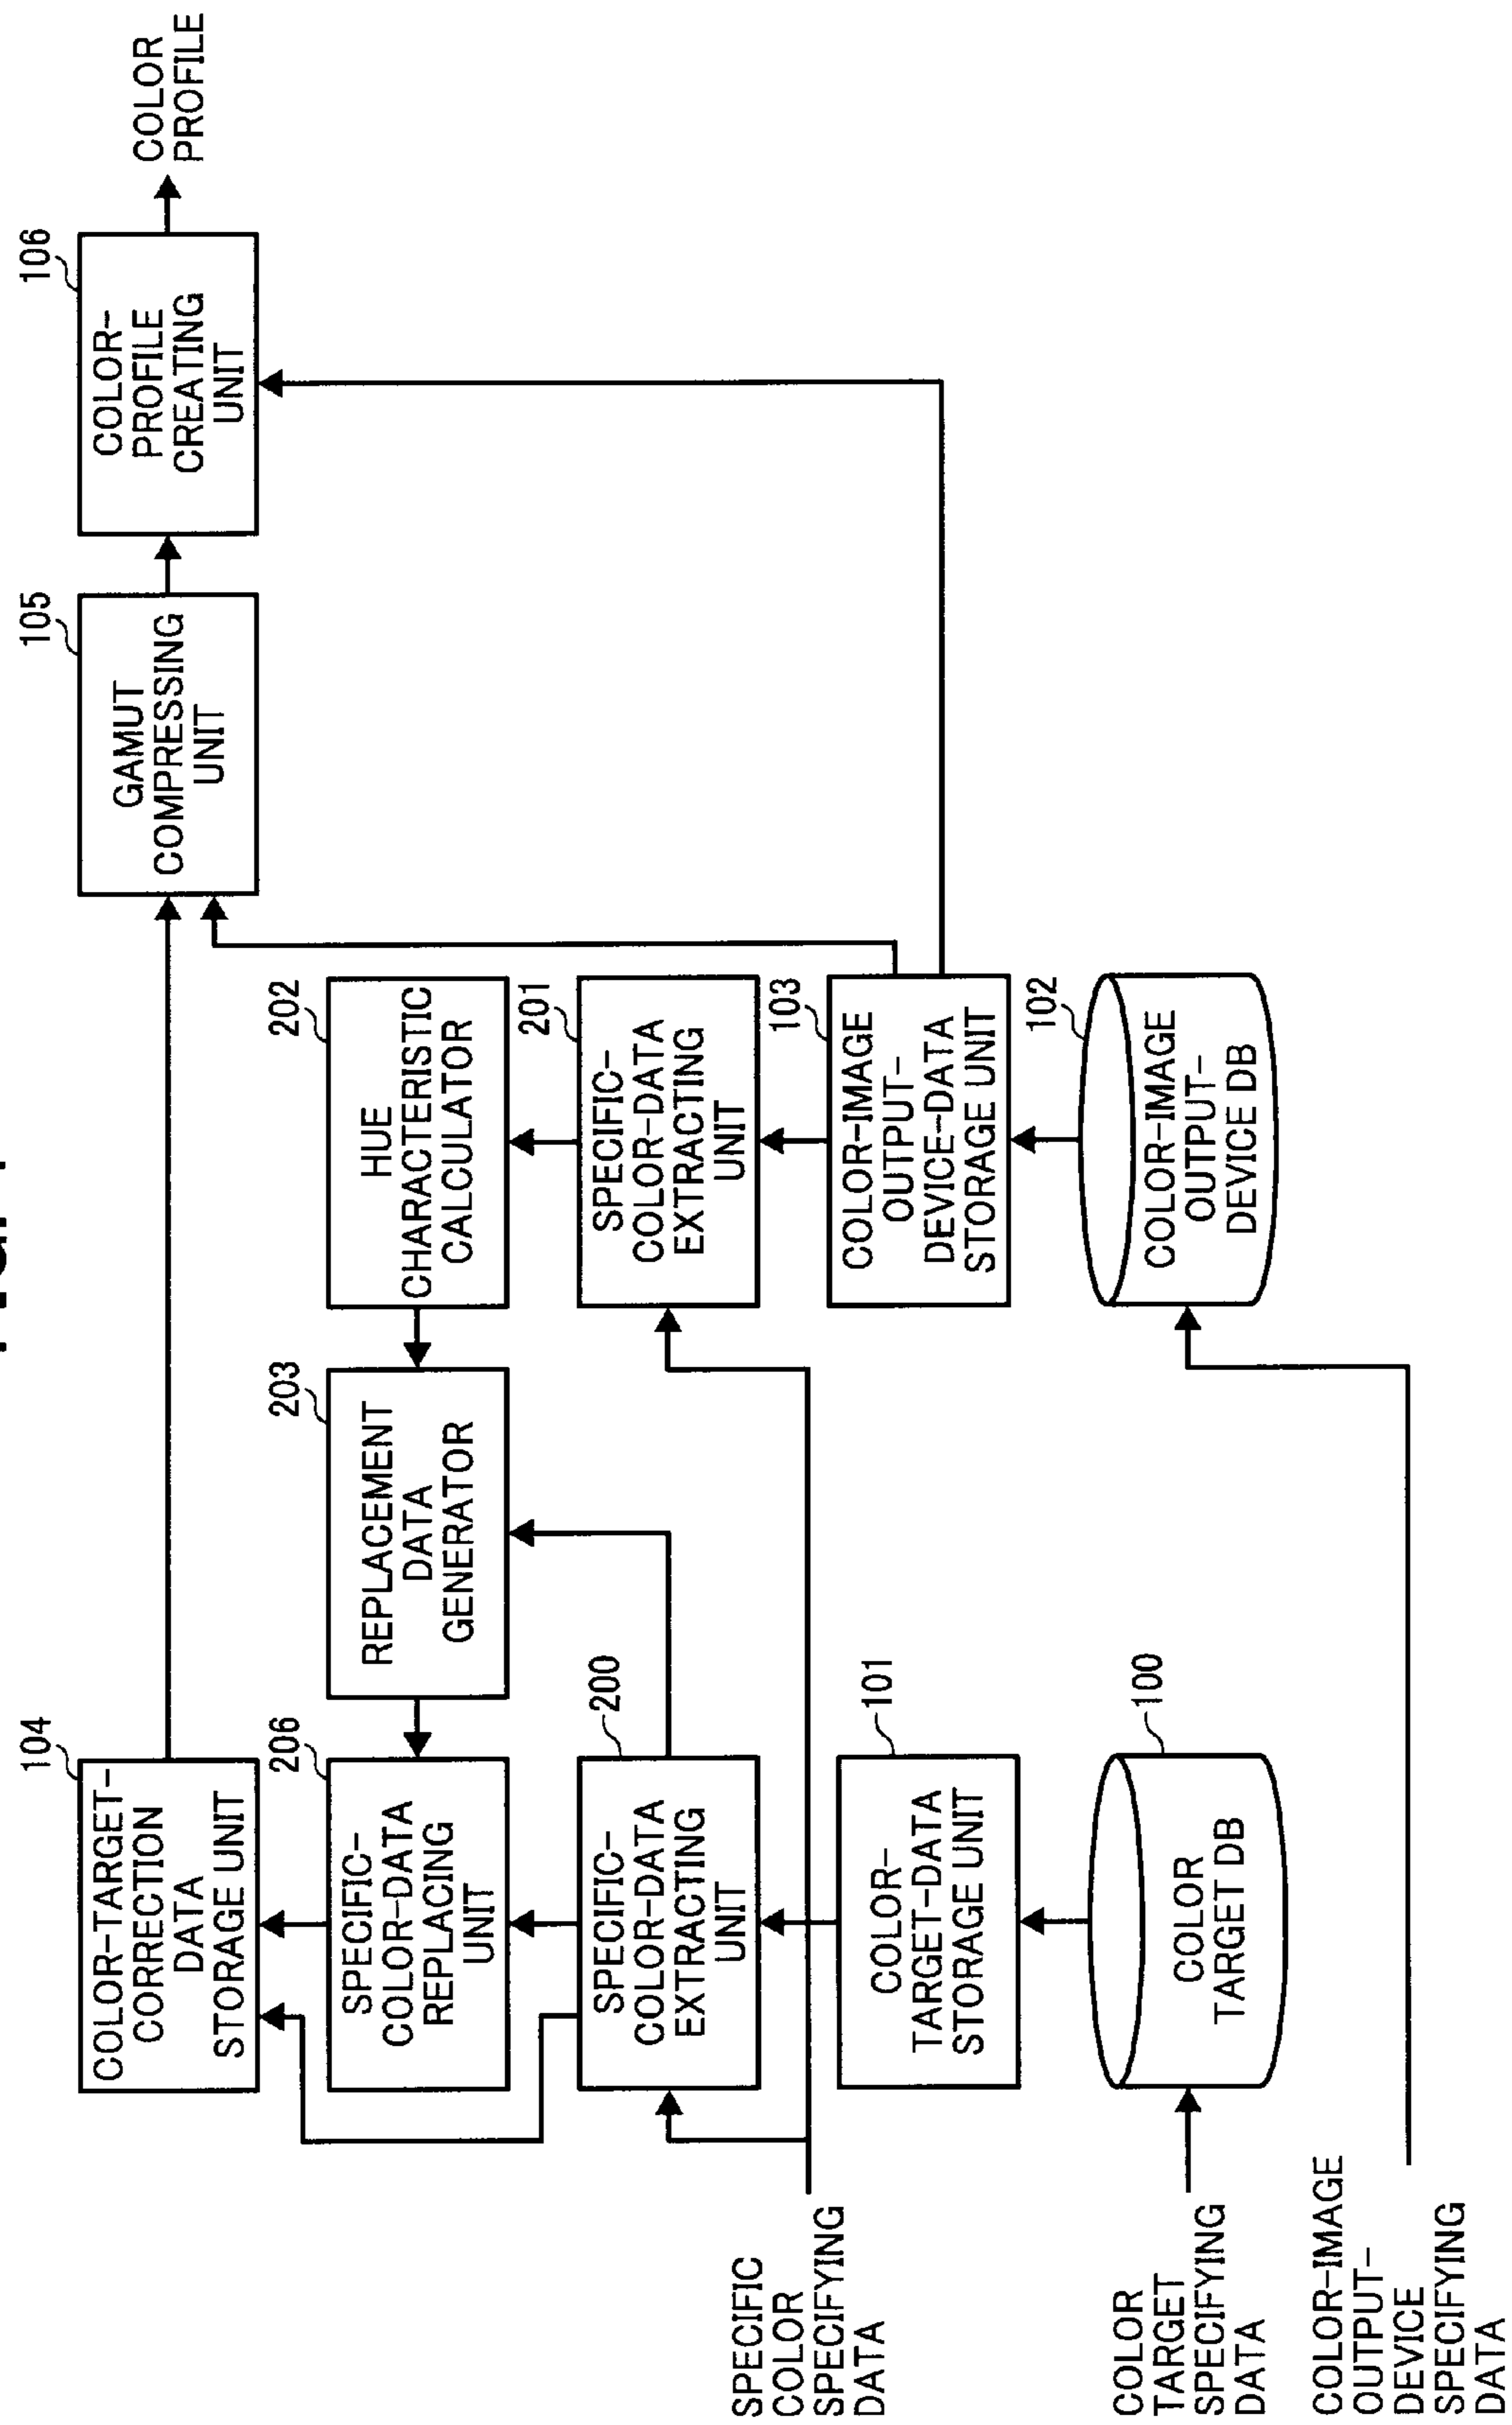 104
COLOR-TARGET-
CORRECTION
DATA
STORAGE UNIT
105
GAMUT
COMPRESSING
UNIT
106
COLOR-
PROFILE
CREATING
UNIT
COLOR
PROFILE
206
SPECIFIC-
COLOR-DATA
REPLACING
UNIT
203
REPLACEMENT
DATA
GENERATOR
202
HUE
CHARACTERISTIC
CALCULATOR
200
SPECIFIC-
COLOR-DATA
EXTRACTING
UNIT
201
SPECIFIC-
COLOR-DATA
EXTRACTING
UNIT
SPECIFIC
COLOR
SPECIFYING
DATA
101
COLOR-
TARGET-DATA
STORAGE UNIT
103
COLOR-IMAGE
OUTPUT-
DEVICE-DATA
STORAGE UNIT
COLOR
TARGET
SPECIFYING
DATA
100
COLOR
TARGET DB
102
COLOR-IMAGE
OUTPUT-
DEVICE DB
COLOR-IMAGE
OUTPUT-
DEVICE
SPECIFYING
DATA